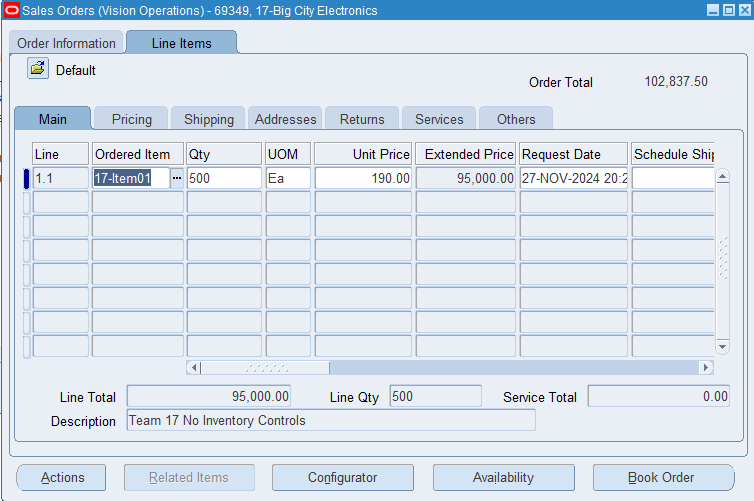 Sales Orders (Vision Operations) - 69349, 17-Big City Electronics
Order Information Line Items
Default
Order Total 102,837.50
Main Pricing Shipping Addresses Returns Services Others
Line Ordered Item Qty UOM Unit Price Extended Price Request Date Schedule Ship
1.1 17-Item01 ... 500 Ea 190.00 95,000.00 27-NOV-2024 20:2
Line Total 95,000.00 Line Qty 500 Service Total 0.00
Description Team 17 No Inventory Controls
Actions Related Items Configurator Availability Book Order